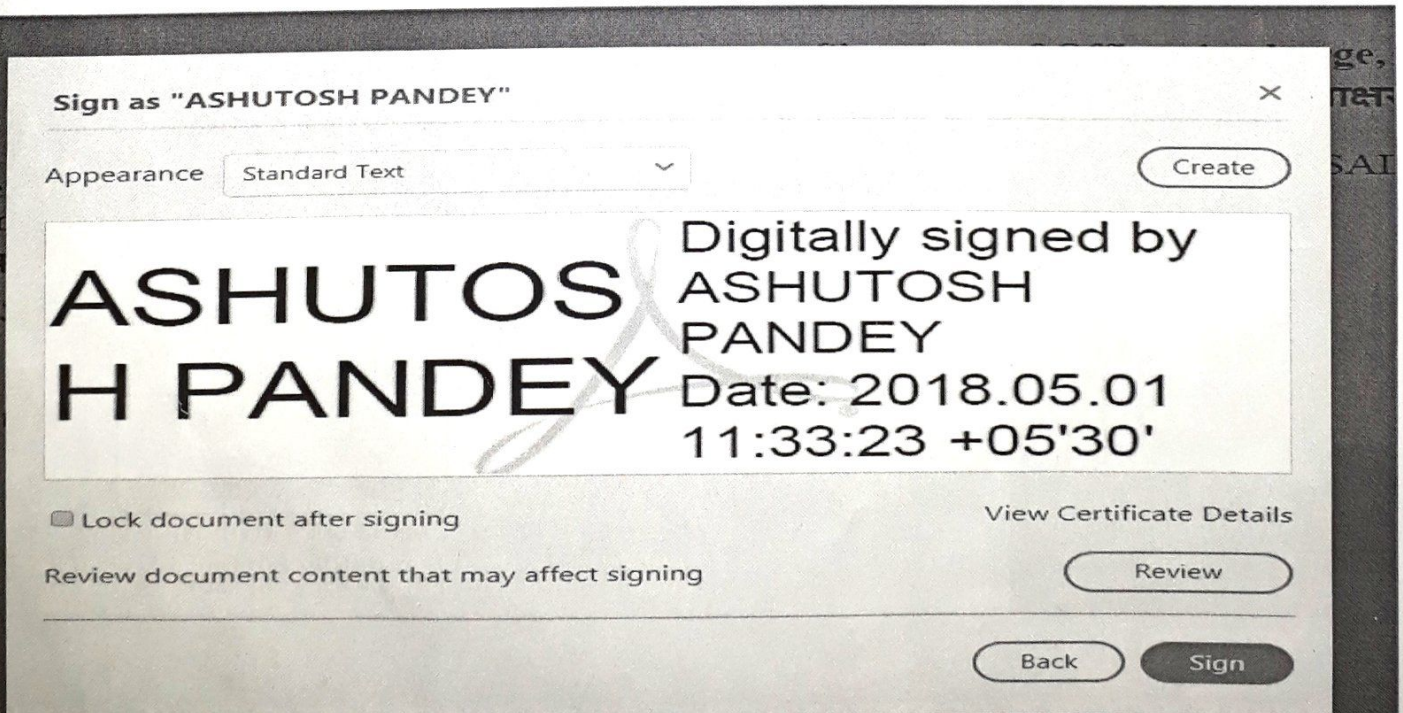 ge,
Sign as "ASHUTOSH PANDEY"
Appearance Standard Text Create
ASHUTOS
H PANDEY
Digitally signed by
ASHUTOSH
PANDEY
Date: 2018.05.01
11:33:23 +05'30'
Lock document after signing View Certificate Details
Review document content that may affect signing Review
Back Sign